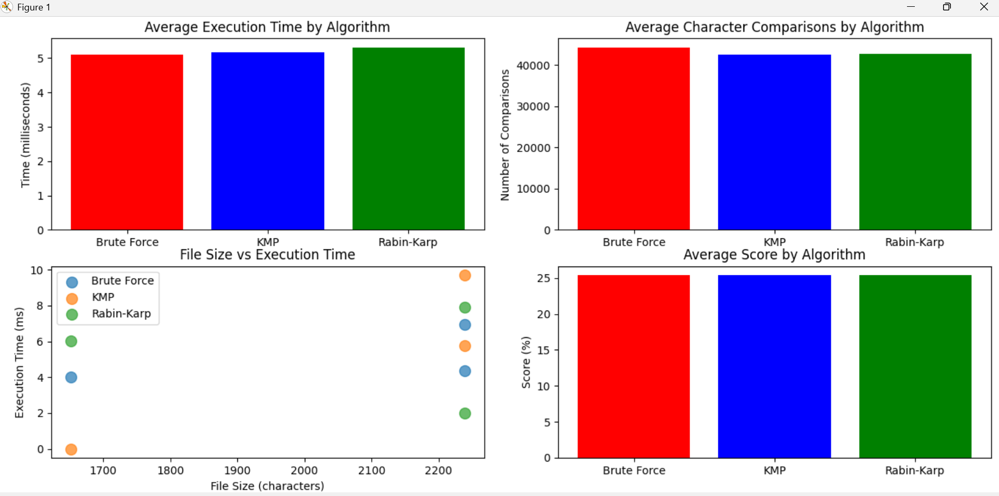 Figure 1
Average Execution Time by Algorithm
Time (milliseconds)
5
4
3
2
1
0
Brute Force KMP Rabin-Karp
Average Character Comparisons by Algorithm
Number of Comparisons
40000
30000
20000
10000
0
Brute Force KMP Rabin-Karp
File Size vs Execution Time
Execution Time (ms)
10
8
6
4
2
0
Brute Force
KMP
Rabin-Karp
1700 1800 1900 2000 2100 2200
File Size (characters)
Average Score by Algorithm
Score (%)
25
20
15
10
5
0
Brute Force KMP Rabin-Karp